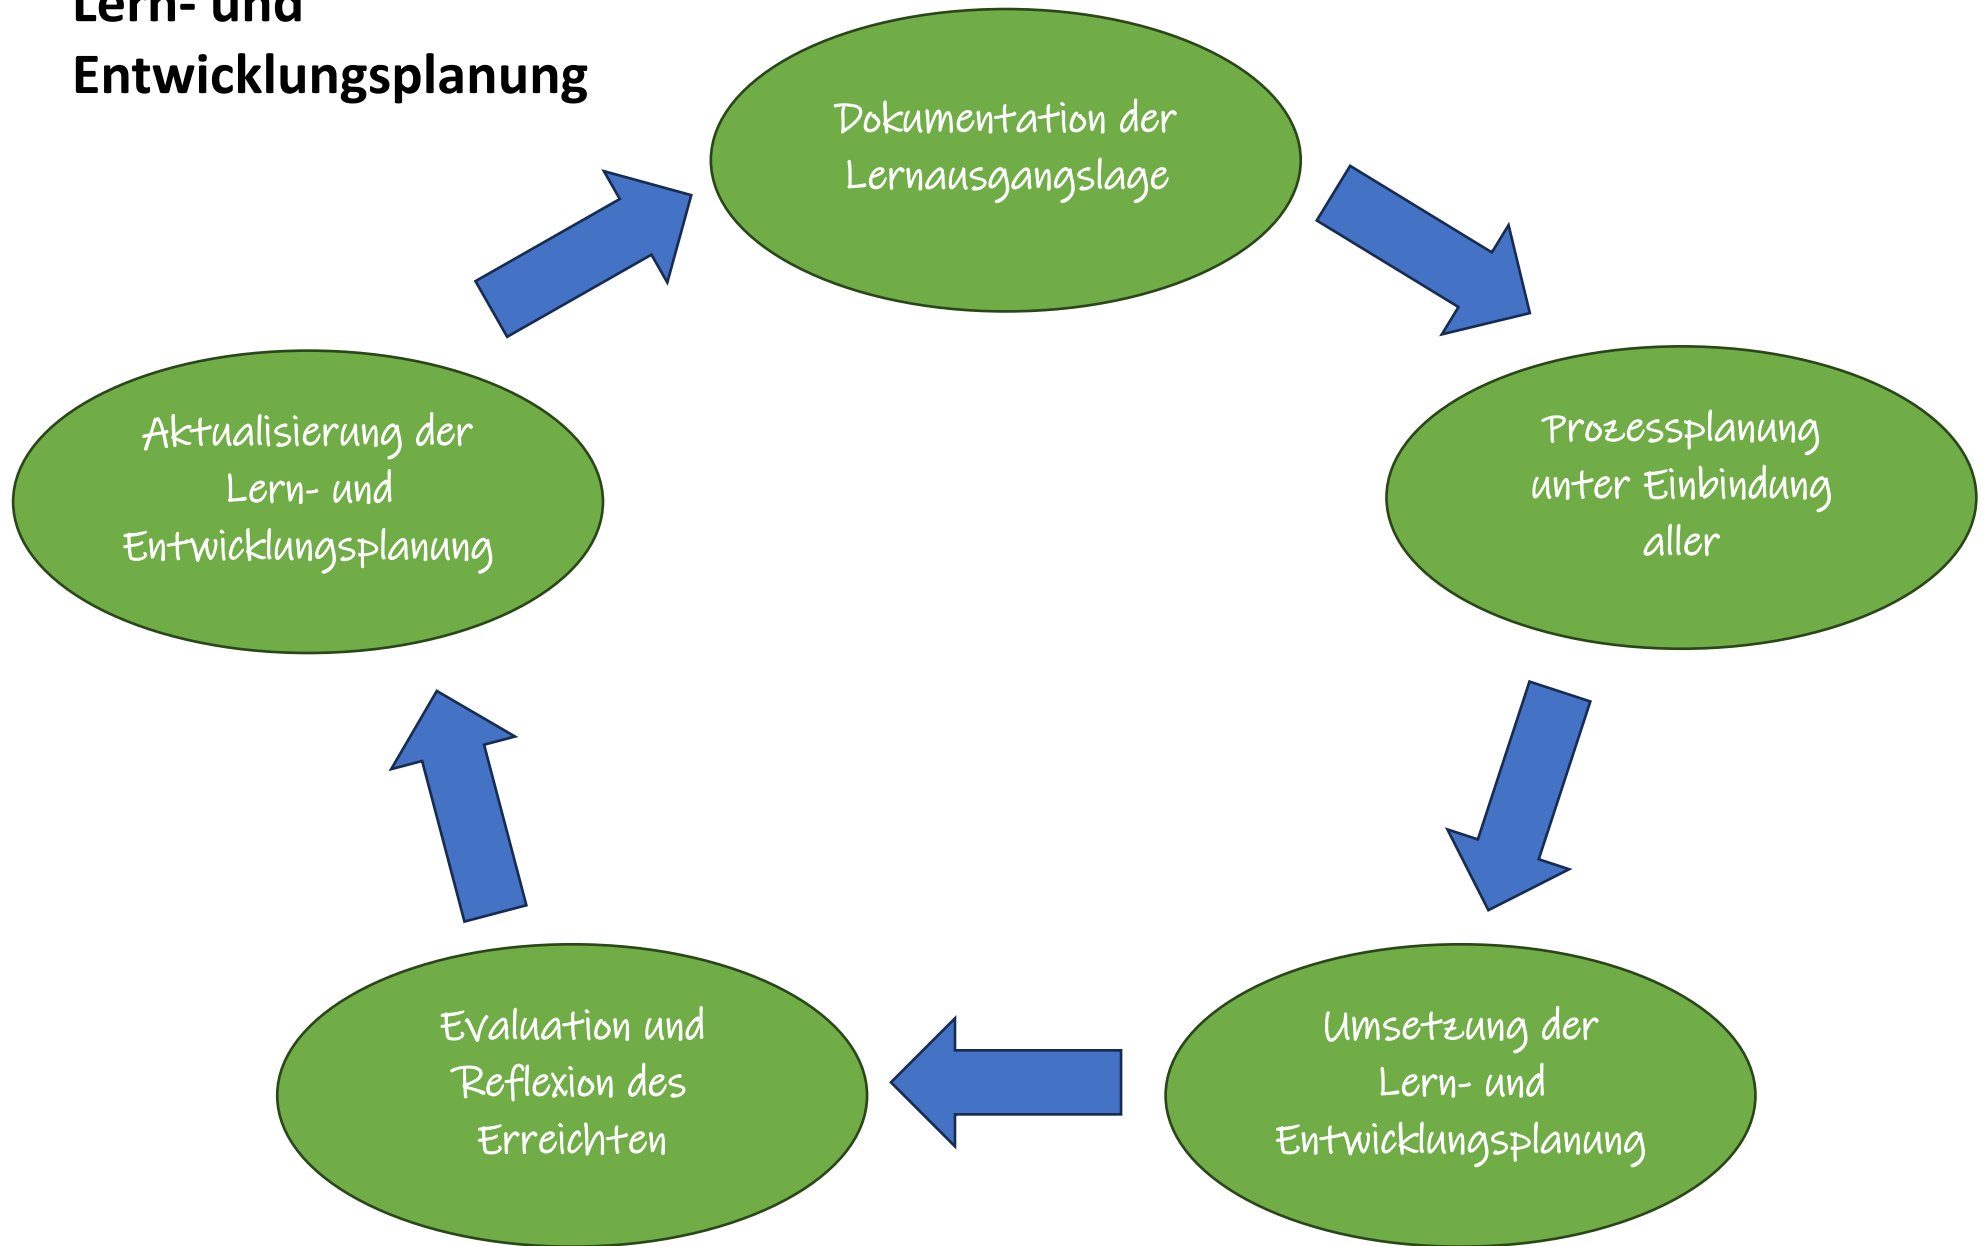 Lern- und
Entwicklungsplanung
Dokumentation der
Lernausgangslage
Prozessplanung
unter Einbindung
aller
Umsetzung der
Lern- und
Entwicklungsplanung
Evaluation und
Reflexion des
Erreichten
Aktualisierung der
Lern- und
Entwicklungsplanung